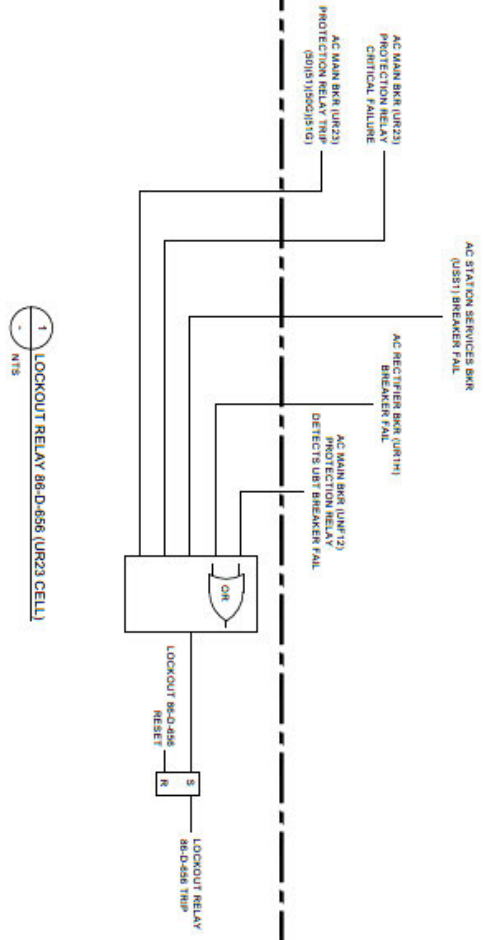 AC STATION SERVICES BKR
(USS1) BREAKER FAIL
AC MAIN BKR (UR23)
PROTECTION RELAY
CRITICAL FAILURE
AC RECTIFIER BKR (UR1H)
BREAKER FAIL
AC MAIN BKR (UR23)
PROTECTION RELAY TRIP
(50)(51)(50G)(51G)
AC MAIN BKR (UNF12)
PROTECTION RELAY
DETECTS UBT BREAKER FAIL
OR
LOCKOUT 86-D-656
RESET
S
R
LOCKOUT RELAY
86-D-656 TRIP
1
-
LOCKOUT RELAY 86-D-656 (UR23 CELL)
NTS